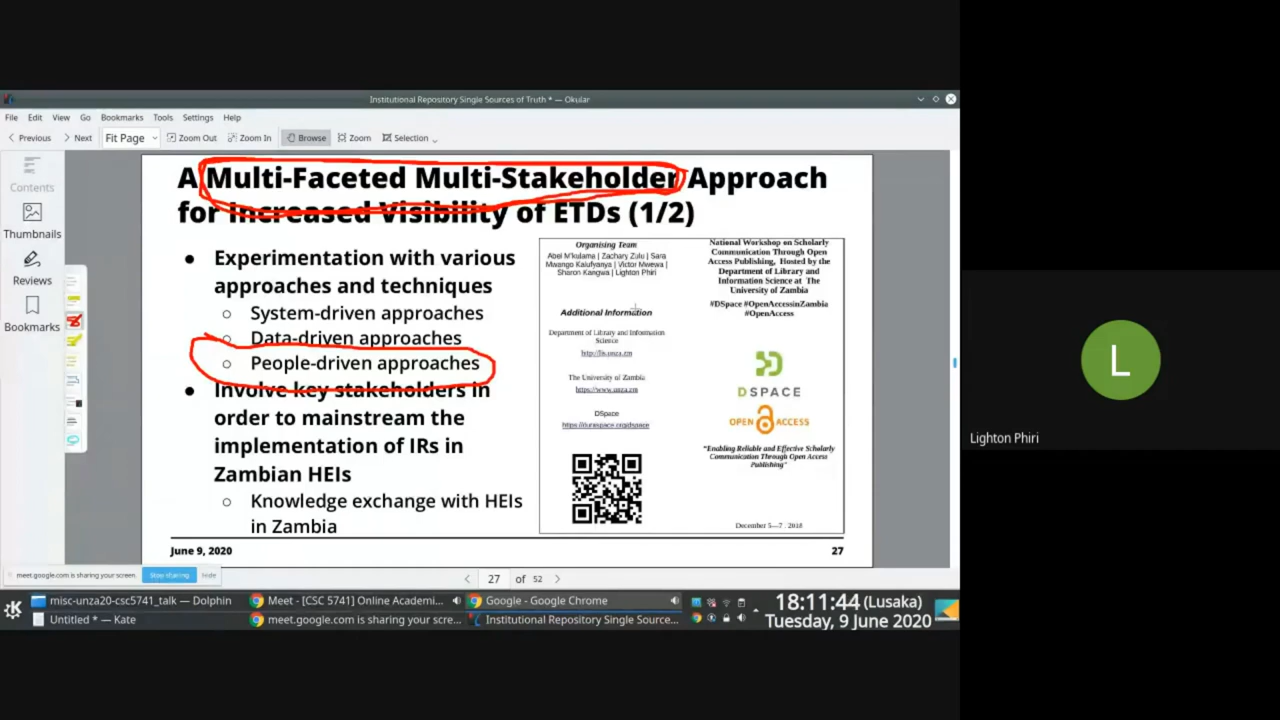 Institutional Repository Single Sources of Truth * — Okular
File Edit View Go Bookmarks Tools Settings Help
Previous Next Fit Page Zoom Out Zoom In Browse Zoom Selection
Contents
Thumbnails
Reviews
Bookmarks
A Multi-Faceted Multi-Stakeholder Approach
for Increased Visibility of ETDs (1/2)
● Experimentation with various
approaches and techniques
○ System-driven approaches
○ Data-driven approaches
○ People-driven approaches
● Involve key stakeholders in
order to mainstream the
implementation of IRs in
Zambian HEIs
○ Knowledge exchange with HEIs
in Zambia
Organising Team
Abel M'kulama | Zachary Zulu | Sara
Mwango Kalufyanya | Victor Mwewa |
Sharon Kangwa | Lighton Phiri
Additional Information
Department of Library and Information
Science
http://lis.unza.zm
The University of Zambia
https://www.unza.zm
DSpace
https://duraspace.org/dspace
National Workshop on Scholarly
Communication Through Open
Access Publishing, Hosted by the
Department of Library and
Information Science at The
University of Zambia
#DSpace #OpenAccessinZambia
#OpenAccess
DSPACE
OPEN ACCESS
"Enabling Reliable and Effective Scholarly
Communication Through Open Access
Publishing"
December 5—7 . 2018
June 9, 2020
27
meet.google.com is sharing your screen. Stop sharing Hide
27 of 52
misc-unza20-csc5741_talk — Dolphin
Meet - [CSC 5741] Online Academi...
Google - Google Chrome
Untitled * — Kate
meet.google.com is sharing your scre...
Institutional Repository Single Source...
18:11:44 (Lusaka)
Tuesday, 9 June 2020
L
Lighton Phiri